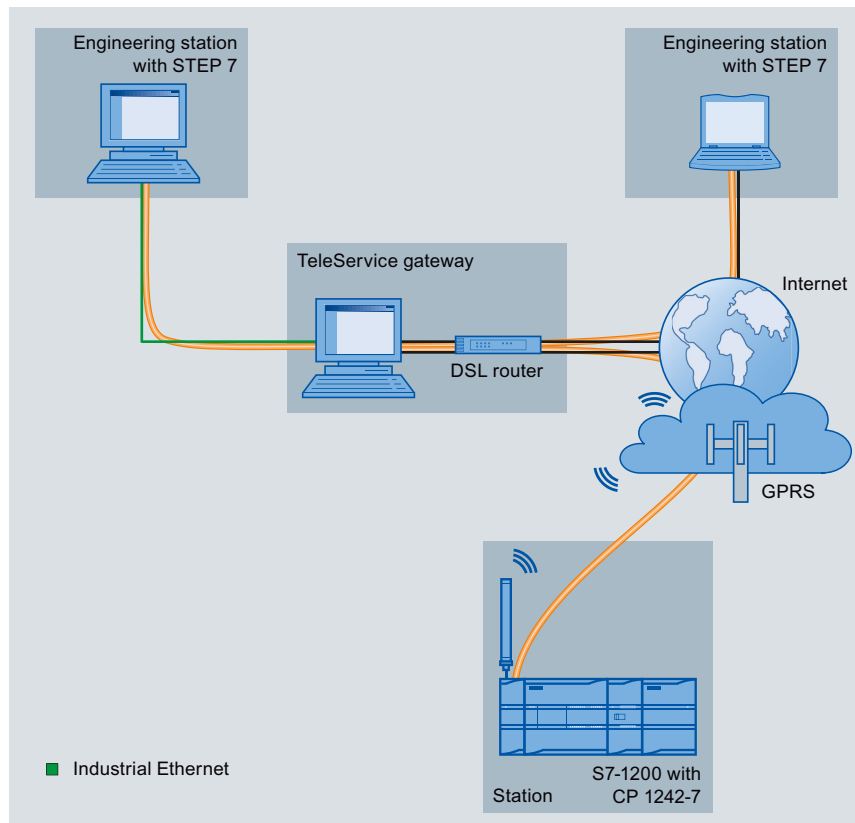 Engineering station
with STEP 7
Engineering station
with STEP 7
TeleService gateway
Internet
DSL router
GPRS
Industrial Ethernet
S7-1200 with
CP 1242-7
Station